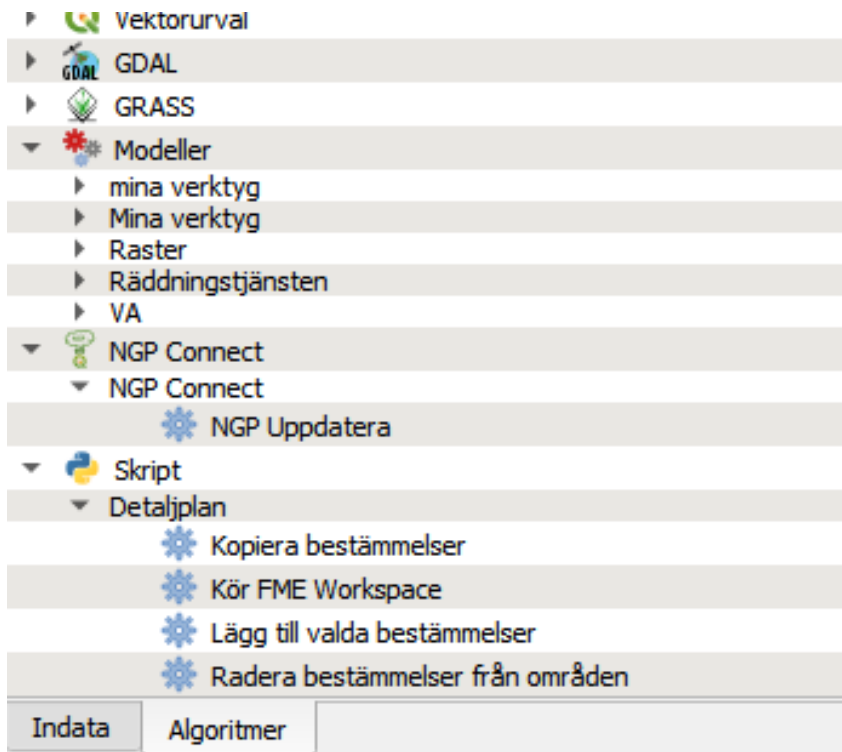 Vektorurval
GDAL
GDAL
GRASS
Modeller
mina verktyg
Mina verktyg
Raster
Räddningstjänsten
VA
NGP Connect
NGP Connect
NGP Uppdatera
Skript
Detaljplan
Kopiera bestämmelser
Kör FME Workspace
Lägg till valda bestämmelser
Radera bestämmelser från områden
Indata Algoritmer